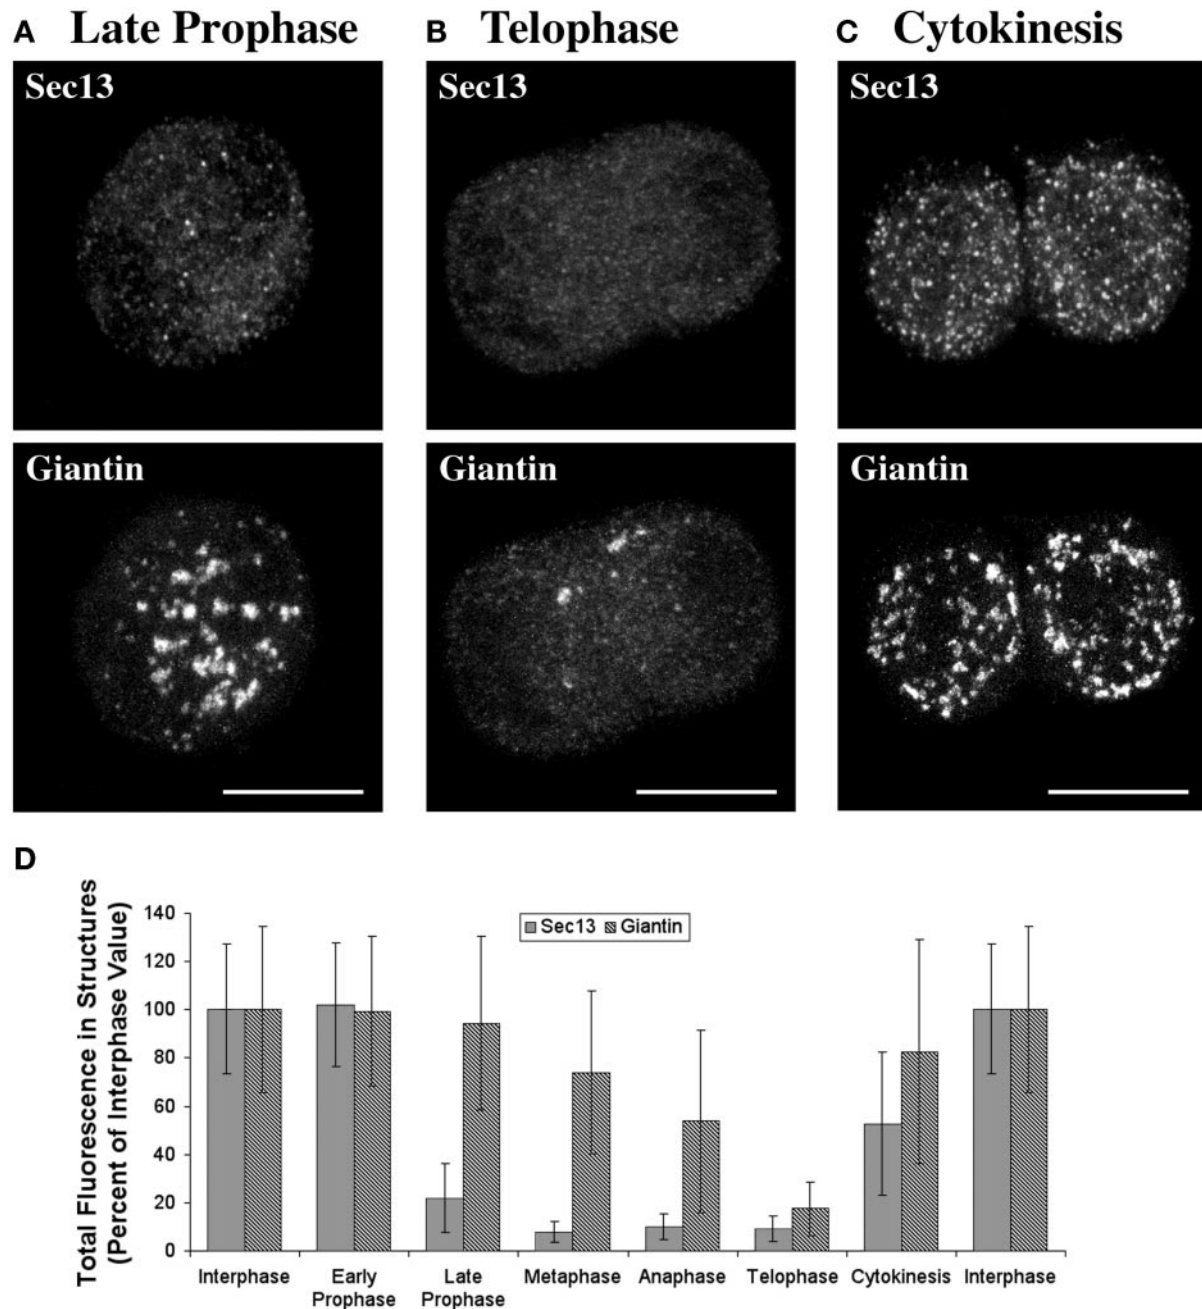 A Late Prophase
B Telophase
C Cytokinesis
Sec13
Sec13
Sec13
Giantin
Giantin
Giantin
D
Total Fluorescence in Structures
(Percent of Interphase Value)
140
120
100
80
60
40
20
0
Sec13 Giantin
Interphase
Early
Prophase
Late
Prophase
Metaphase
Anaphase
Telophase
Cytokinesis
Interphase